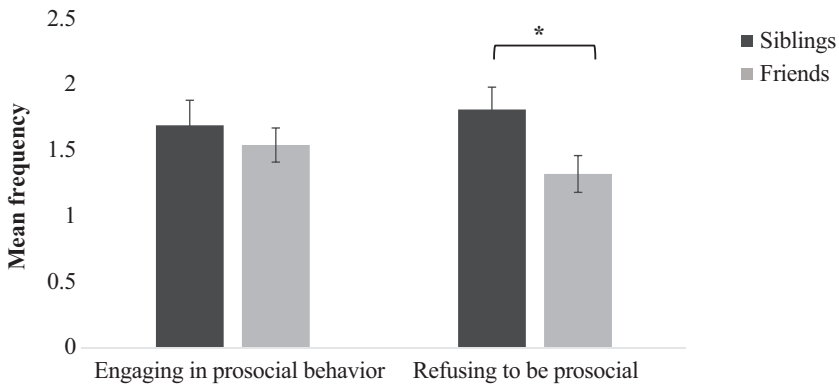 2.5
*
Siblings
Friends
2
1.5
1
0.5
0
Mean frequency
Engaging in prosocial behavior
Refusing to be prosocial